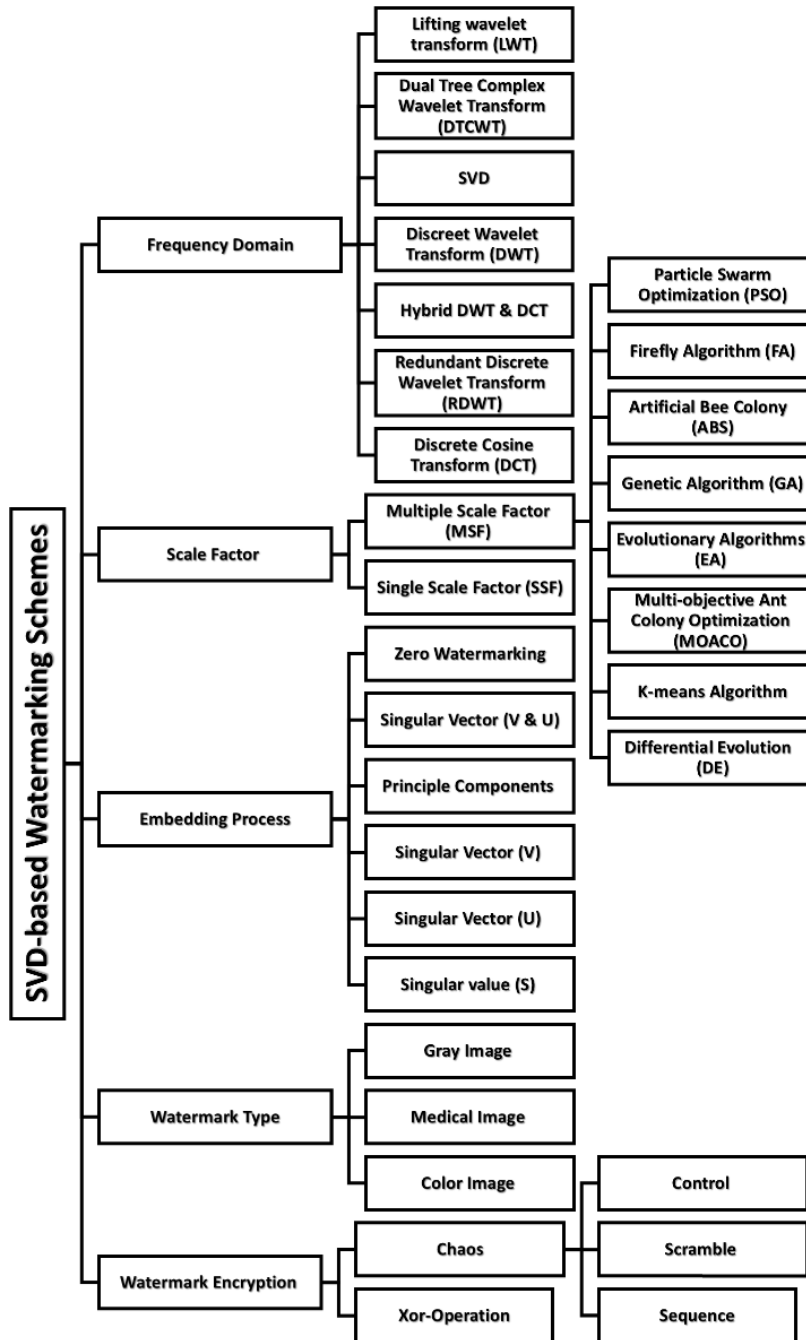 SVD-based Watermarking Schemes
Frequency Domain
Lifting wavelet
transform (LWT)
Dual Tree Complex
Wavelet Transform
(DTCWT)
SVD
Discreet Wavelet
Transform (DWT)
Hybrid DWT & DCT
Redundant Discrete
Wavelet Transform
(RDWT)
Discrete Cosine
Transform (DCT)
Scale Factor
Multiple Scale Factor
(MSF)
Particle Swarm
Optimization (PSO)
Firefly Algorithm (FA)
Artificial Bee Colony
(ABS)
Genetic Algorithm (GA)
Evolutionary Algorithms
(EA)
Multi-objective Ant
Colony Optimization
(MOACO)
K-means Algorithm
Differential Evolution
(DE)
Single Scale Factor (SSF)
Embedding Process
Zero Watermarking
Singular Vector (V & U)
Principle Components
Singular Vector (V)
Singular Vector (U)
Singular value (S)
Watermark Type
Gray Image
Medical Image
Color Image
Watermark Encryption
Chaos
Control
Scramble
Sequence
Xor-Operation